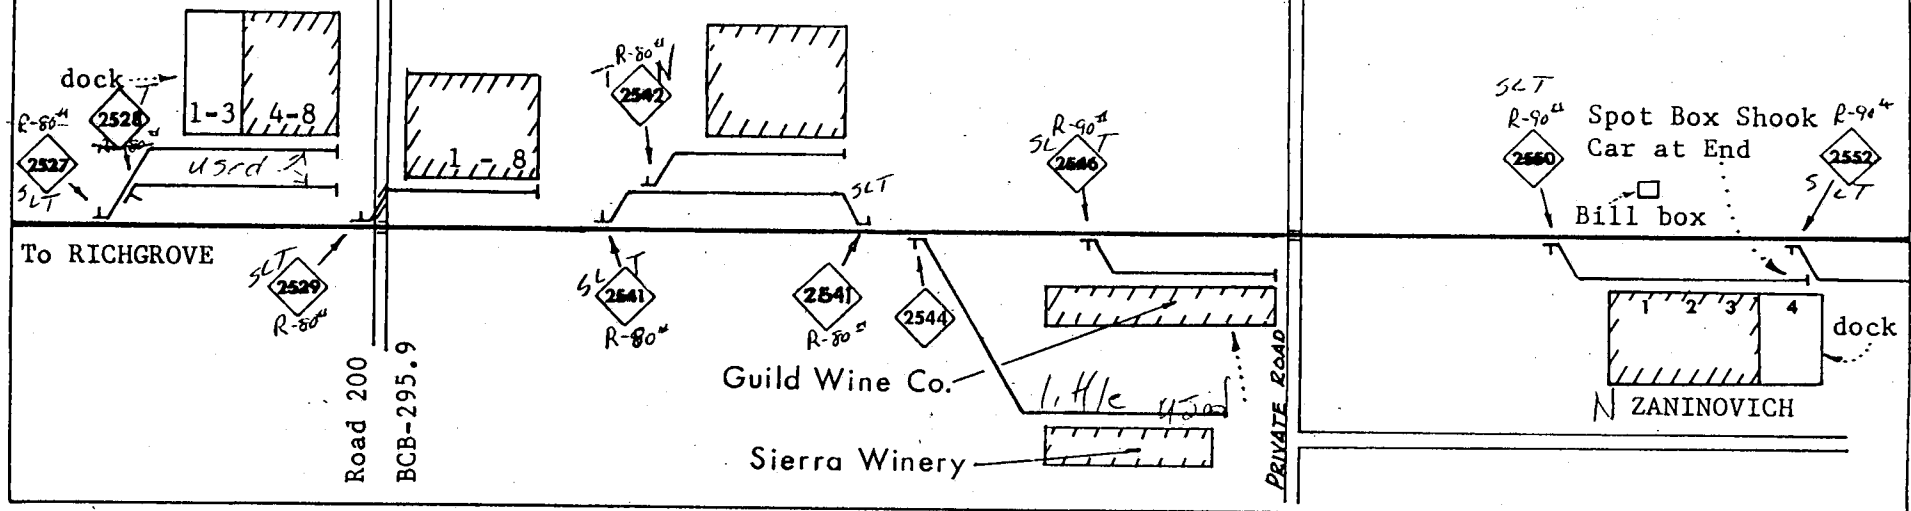 dock
1-3
4-8
2528
T
R-80#
2527
SLT
used
To RICHGROVE
SLT
2529
R-80#
Road 200
BCB-295.9
1 - 8
R-80#
T
N
2542
SLT
SLT
2541
R-80#
2541
R-80#
2544
R-90#
SL
T
2546
Guild Wine Co.
little used
Sierra Winery
PRIVATE ROAD
SLT
R-90#
2550
Spot Box Shook
Car at End
Bill box
R-90#
2552
SLT
1 2 3 4
dock
N ZANINOVICH